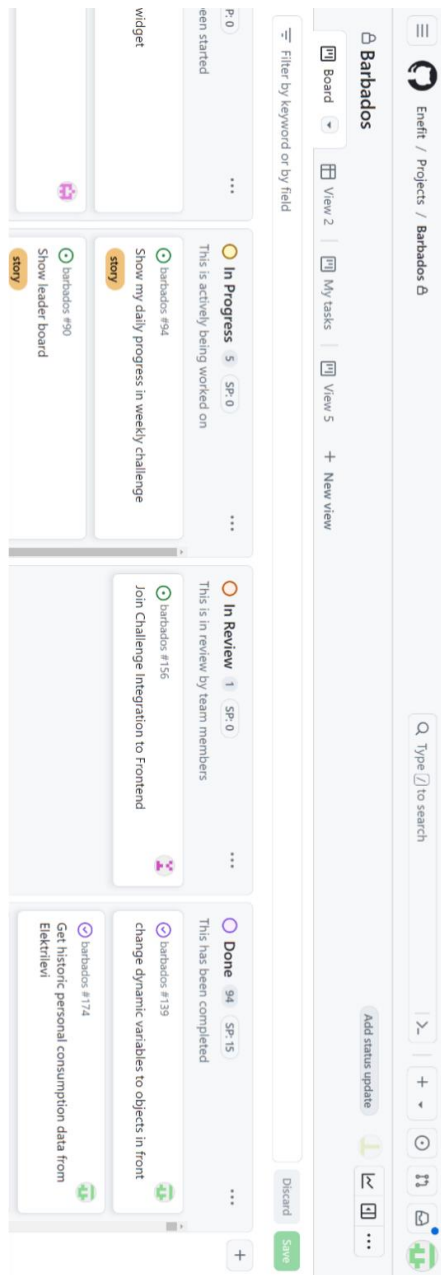 Enefit / Projects / Barbados
Type / to search
Barbados
Add status update
Board
View 2
My tasks
View 5
+ New view
Filter by keyword or by field
Discard
Save
P: 0
een started
widget
In Progress 5 SP: 0
This is actively being worked on
barbados #94
Show my daily progress in weekly challenge
story
barbados #90
Show leader board
story
In Review 1 SP: 0
This is in review by team members
barbados #156
Join Challenge Integration to Frontend
Done 94 SP: 15
This has been completed
barbados #139
change dynamic variables to objects in front
barbados #174
Get historic personal consumption data from
Elektrilevi